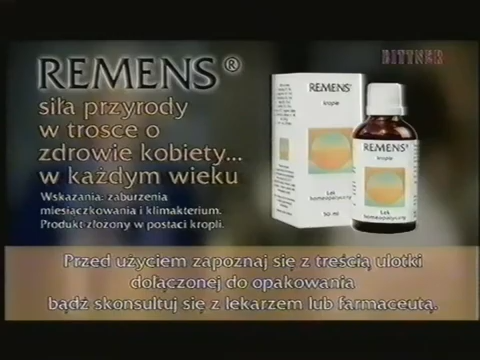 BITTNER
REMENS®
siła przyrody
w trosce o
zdrowie kobiety...
w każdym wieku
Wskazania: zaburzenia
miesiączkowania i klimakterium.
Produkt złożony w postaci kropli.
REMENS®
krople
Lek
homeopatyczny
50 ml
REMENS®
krople
Lek
homeopatyczny
Przed użyciem zapoznaj się z treścią ulotki
dołączonej do opakowania
bądź skonsultuj się z lekarzem lub farmaceutą.